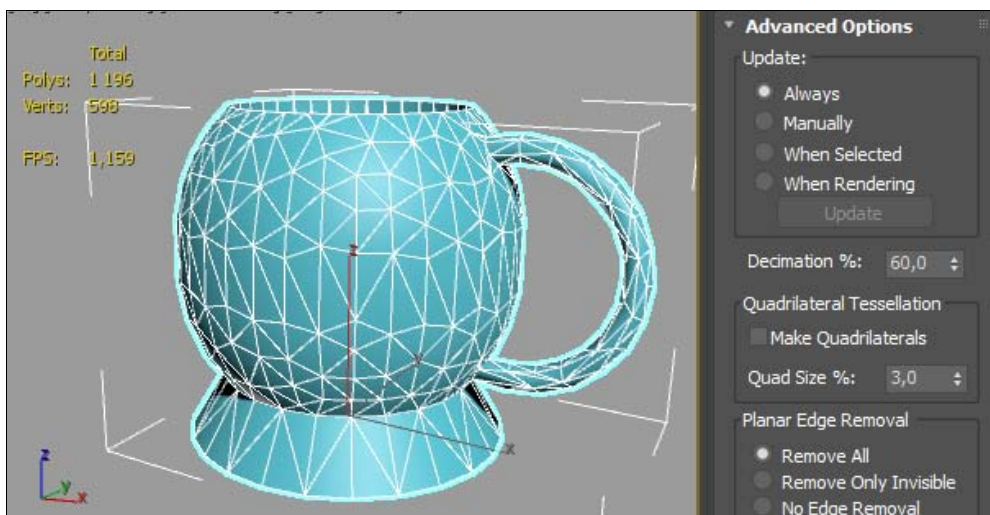 Total
Polys: 1 196
Verts: 598
FPS: 1,159
z
y
x
z
y
x
Advanced Options
Update:
Always
Manually
When Selected
When Rendering
Update
Decimation %: 60,0
Quadrilateral Tessellation
Make Quadrilaterals
Quad Size %: 3,0
Planar Edge Removal
Remove All
Remove Only Invisible
No Edge Removal